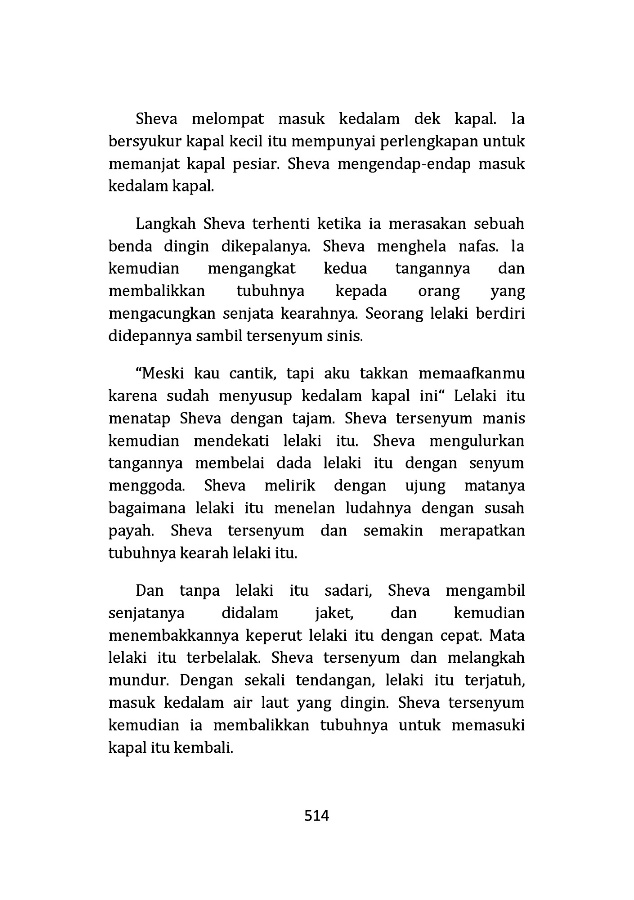 Sheva melompat masuk kedalam dek kapal. Ia
bersyukur kapal kecil itu mempunyai perlengkapan untuk
memanjat kapal pesiar. Sheva mengendap-endap masuk
kedalam kapal.
Langkah Sheva terhenti ketika ia merasakan sebuah
benda dingin dikepalanya. Sheva menghela nafas. Ia
kemudian mengangkat kedua tangannya dan
membalikkan tubuhnya kepada orang yang
mengacungkan senjata kearahnya. Seorang lelaki berdiri
didepannya sambil tersenyum sinis.
“Meski kau cantik, tapi aku takkan memaafkanmu
karena sudah menyusup kedalam kapal ini“ Lelaki itu
menatap Sheva dengan tajam. Sheva tersenyum manis
kemudian mendekati lelaki itu. Sheva mengulurkan
tangannya membelai dada lelaki itu dengan senyum
menggoda. Sheva melirik dengan ujung matanya
bagaimana lelaki itu menelan ludahnya dengan susah
payah. Sheva tersenyum dan semakin merapatkan
tubuhnya kearah lelaki itu.
Dan tanpa lelaki itu sadari, Sheva mengambil
senjatanya didalam jaket, dan kemudian
menembakkannya keperut lelaki itu dengan cepat. Mata
lelaki itu terbelalak. Sheva tersenyum dan melangkah
mundur. Dengan sekali tendangan, lelaki itu terjatuh,
masuk kedalam air laut yang dingin. Sheva tersenyum
kemudian ia membalikkan tubuhnya untuk memasuki
kapal itu kembali.
514